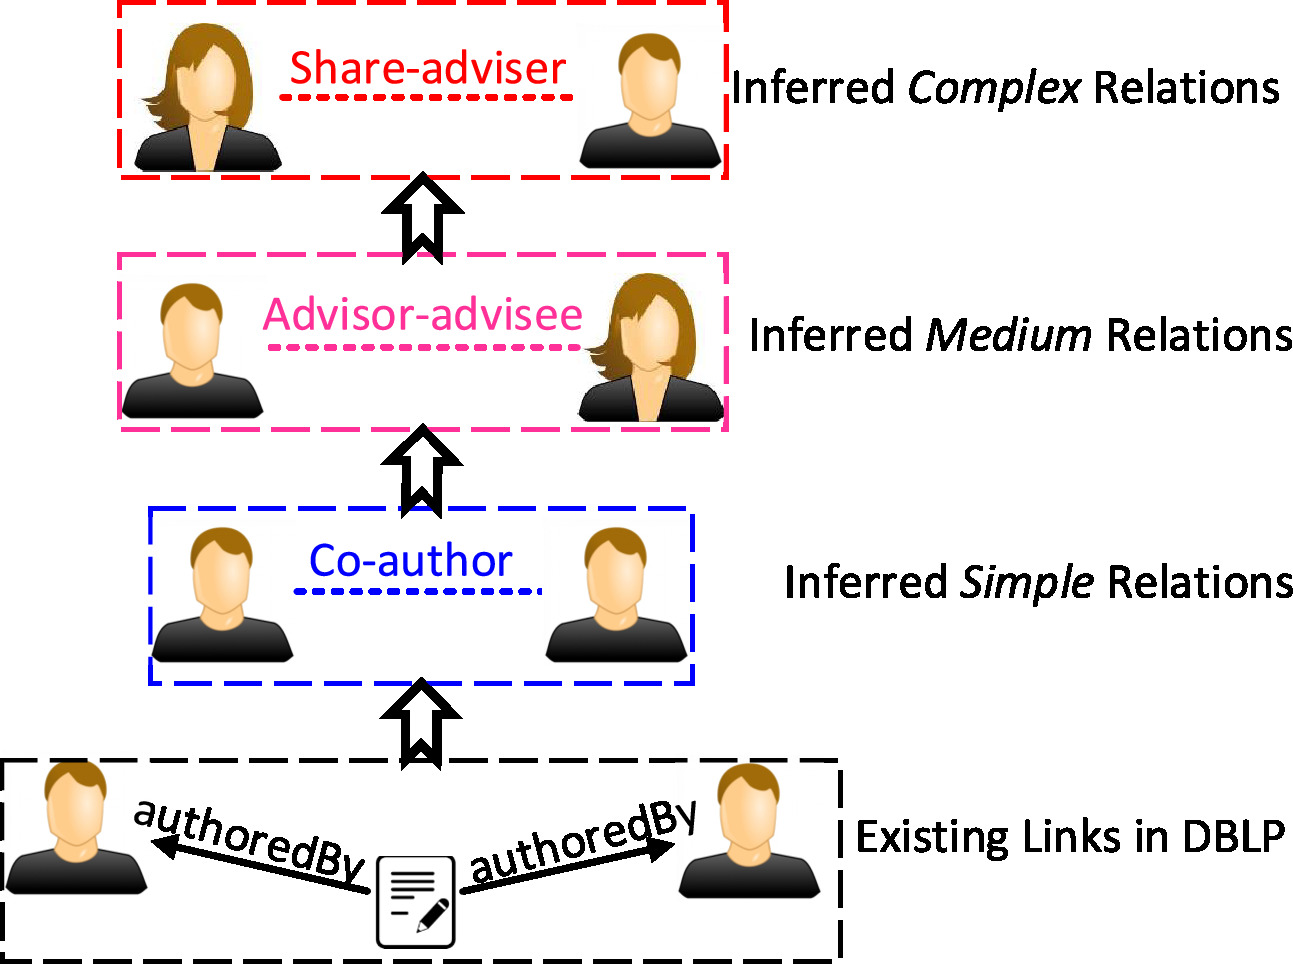 Share-adviser
Inferred Complex Relations
Advisor-advisee
Inferred Medium Relations
Co-author
Inferred Simple Relations
authoredBy
authoredBy
Existing Links in DBLP